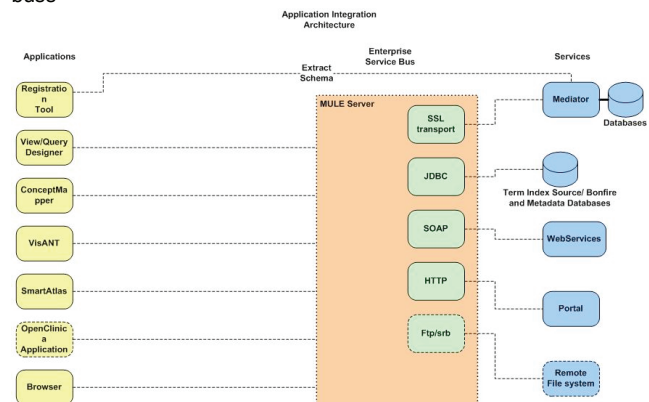 buse
Application Integration
Architecture
Applications
Enterprise
Service Bus
Services
Extract
Schema
Registratio
n
Tool
MULE Server
SSL
transport
Mediator
Databases
View/Query
Designer
JDBC
Term Index Source/ Bonfire
and Metadata Databases
ConceptMa
pper
SOAP
WebServices
VisANT
SmartAtlas
HTTP
Portal
OpenClinic
a
Application
Ftp/srb
Remote
File system
Browser